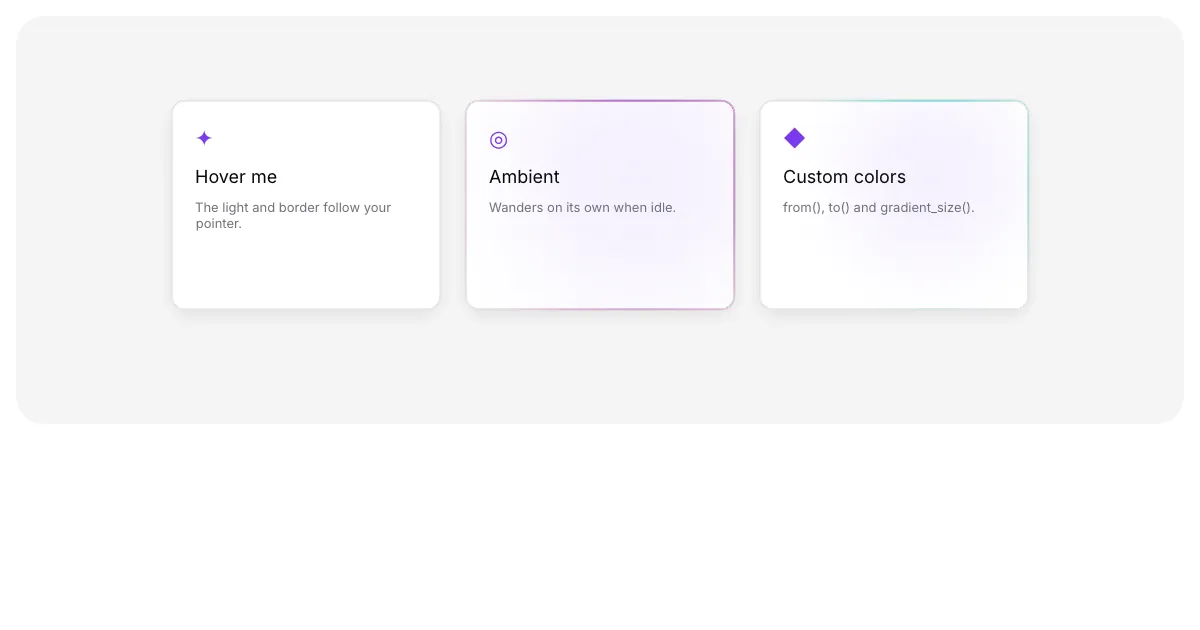 Hover me
The light and border follow your
pointer.
Ambient
Wanders on its own when idle.
Custom colors
from(), to() and gradient_size().